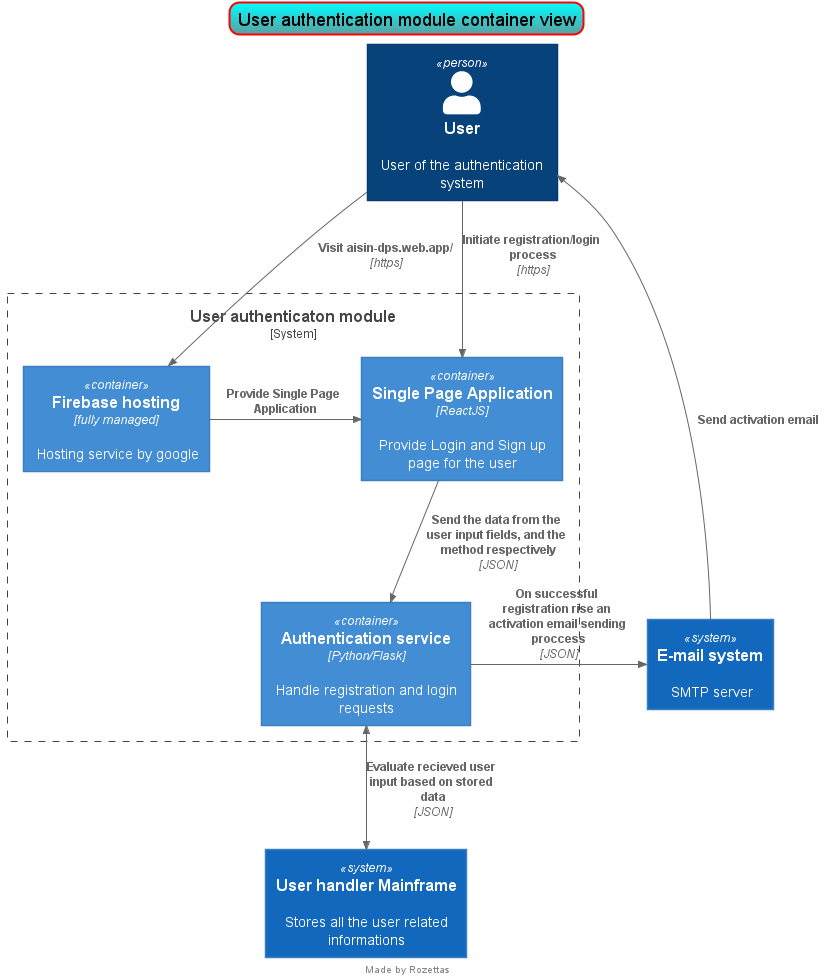 User authentication module container view
«person»
User
User of the authentication
system
Visit aisin-dps.web.app/
[https]
Initiate registration/login
process
[https]
User authenticaton module
[System]
«container»
Firebase hosting
[fully managed]
Hosting service by google
Provide Single Page
Application
«container»
Single Page Application
[ReactJS]
Provide Login and Sign up
page for the user
Send activation email
Send the data from the
user input fields, and the
method respectively
[JSON]
On successful
registration rise an
activation email sending
proccess
[JSON]
«container»
Authentication service
[Python/Flask]
Handle registration and login
requests
«system»
E-mail system
SMTP server
Evaluate recieved user
input based on stored
data
[JSON]
«system»
User handler Mainframe
Stores all the user related
informations
Made by Rozettas